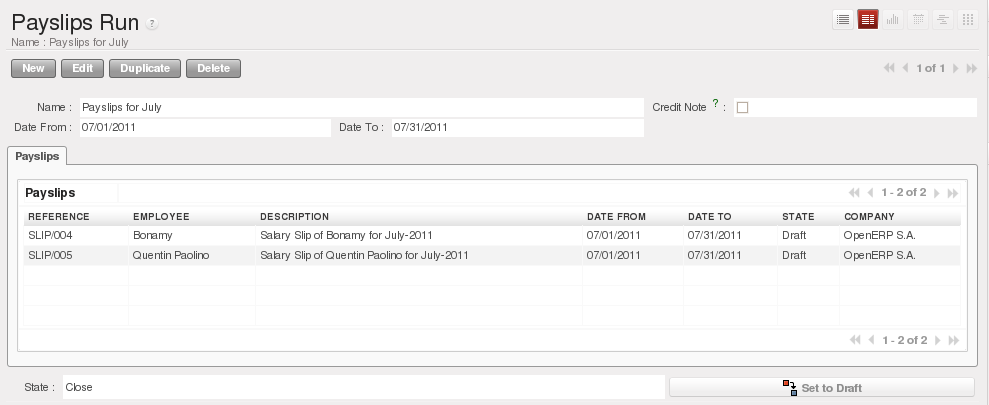 Payslips Run ?
Name : Payslips for July
New Edit Duplicate Delete 1 of 1
Name : Payslips for July Credit Note ? :
Date From : 07/01/2011 Date To : 07/31/2011
Payslips
Payslips 1 - 2 of 2
REFERENCE EMPLOYEE DESCRIPTION DATE FROM DATE TO STATE COMPANY
SLIP/004 Bonamy Salary Slip of Bonamy for July-2011 07/01/2011 07/31/2011 Draft OpenERP S.A.
SLIP/005 Quentin Paolino Salary Slip of Quentin Paolino for July-2011 07/01/2011 07/31/2011 Draft OpenERP S.A.
1 - 2 of 2
State : Close Set to Draft